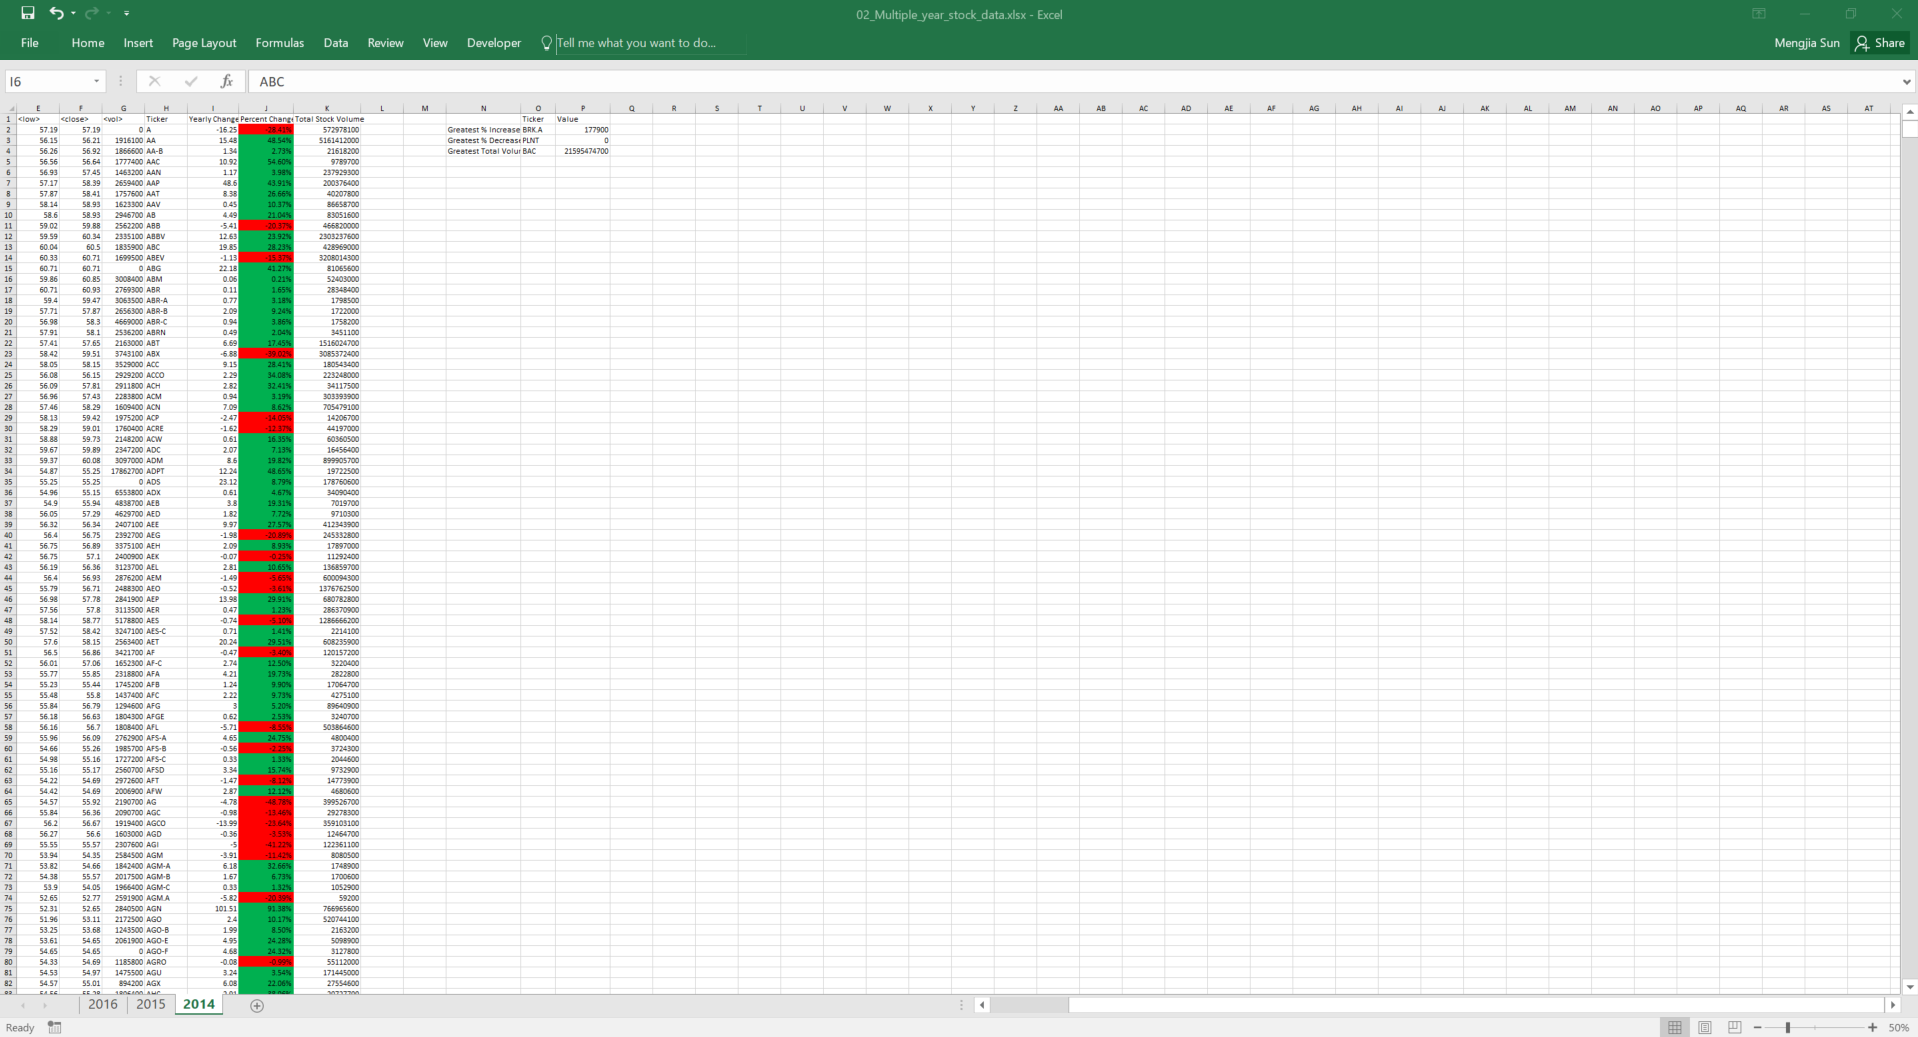 02_Multiple_year_stock_data.xlsx - Excel
File Home Insert Page Layout Formulas Data Review View Developer Tell me what you want to do... Mengjia Sun Share
I6 fx ABC
E F G H I J K L M N O P Q R S T U V W X Y Z AA AB AC AD AE AF AG AH AI AJ AK AL AM AN AO AP AQ AR AS AT
1 <low> <close> <vol> Ticker Yearly Change Percent Change Total Stock Volume Ticker Value
2 57.19 57.19 0 A -16.25 -28.41% 572978100 Greatest % Increase BRK.A 177900
3 56.15 56.21 1916100 AA 15.48 48.54% 5161412000 Greatest % Decrease PLNT 0
4 56.26 56.92 1866600 AA-B 1.34 2.73% 21618200 Greatest Total Volu BAC 21595474700
5 56.56 56.64 1777400 AAC 10.92 54.60% 9789700
6 56.93 57.45 1463200 AAN 1.17 3.98% 237929300
7 57.17 58.39 2659400 AAP 48.6 43.91% 200376400
8 57.87 58.41 1757600 AAT 8.38 26.66% 40207800
9 58.14 58.93 1623300 AAV 0.45 10.37% 86658700
10 58.6 58.93 2946700 AB 4.49 21.04% 83051600
11 59.02 59.88 2562200 ABB -5.41 -20.37% 466820000
12 59.59 60.34 2335100 ABBV 12.63 23.92% 2303237600
13 60.04 60.5 1835900 ABC 19.85 28.23% 428969000
14 60.33 60.71 1699500 ABEV -1.13 -15.37% 3208014300
15 60.71 60.71 0 ABG 22.18 41.27% 81065600
16 59.86 60.85 3008400 ABM 0.06 0.21% 52403000
17 60.71 60.93 2769300 ABR 0.11 1.65% 28348400
18 59.4 59.47 3063500 ABR-A 0.77 3.18% 1798500
19 57.71 57.87 2656300 ABR-B 2.09 9.24% 1722000
20 56.98 58.3 4669000 ABR-C 0.94 3.86% 1758200
21 57.91 58.1 2536200 ABRN 0.49 2.04% 3451100
22 57.41 57.65 2163000 ABT 6.69 17.45% 1516024700
23 58.42 59.51 3743100 ABX -6.88 -39.02% 3085372400
24 58.05 58.15 3529000 ACC 9.15 28.41% 180543400
25 56.08 56.15 2929200 ACCO 2.29 34.08% 223248000
26 56.09 57.81 2911800 ACH 2.82 32.41% 34117500
27 56.96 57.43 2283800 ACM 0.94 3.19% 303393900
28 57.46 58.29 1609400 ACN 7.09 8.62% 705479100
29 58.13 59.42 1975200 ACP -2.47 -14.05% 14206700
30 58.29 59.01 1760400 ACRE -1.62 -12.37% 44197000
31 58.88 59.73 2148200 ACW 0.61 16.35% 60360500
32 59.67 59.89 2347200 ADC 2.07 7.13% 16456400
33 59.37 60.08 3097000 ADM 8.6 19.82% 899905700
34 54.87 55.25 17862700 ADPT 12.24 48.65% 19722500
35 55.25 55.25 0 ADS 23.12 8.79% 178760600
36 54.96 55.15 6553800 ADX 0.61 4.67% 34090400
37 54.9 55.94 4838700 AEB 3.8 19.31% 7019700
38 56.05 57.29 4629700 AED 1.82 7.72% 9710300
39 56.32 56.34 2407100 AEE 9.97 27.57% 412343900
40 56.4 56.75 2392700 AEG -1.98 -20.89% 245332800
41 56.75 56.89 3375100 AEH 2.09 8.93% 17897000
42 56.75 57.1 2400900 AEK -0.07 -0.25% 11292400
43 56.19 56.36 3123700 AEL 2.81 10.65% 136859700
44 56.4 56.93 2876200 AEM -1.49 -5.65% 600094300
45 55.79 56.71 2488300 AEO -0.52 -3.61% 1376762500
46 56.98 57.78 2841900 AEP 13.98 29.91% 680782800
47 57.56 57.8 3113500 AER 0.47 1.23% 286370900
48 58.14 58.77 5178800 AES -0.74 -5.10% 1286666200
49 57.52 58.42 3247100 AES-C 0.71 1.41% 2214100
50 57.6 58.15 2563400 AET 20.24 29.51% 608235900
51 56.5 56.86 3421700 AF -0.47 -3.40% 120157200
52 56.01 57.06 1652300 AF-C 2.74 12.50% 3220400
53 55.77 55.85 2318800 AFA 4.21 19.73% 2822800
54 55.23 55.44 1745200 AFB 1.24 9.90% 17064700
55 55.48 55.8 1437400 AFC 2.22 9.73% 4275100
56 55.84 56.79 1294600 AFG 3 5.20% 89640900
57 56.18 56.63 1804300 AFGE 0.62 2.53% 3240700
58 56.16 56.7 1808400 AFL -5.71 503864600
59 55.96 56.09 2762900 AFS-A 4.65 24.75% 4800400
60 54.66 55.26 1985700 AFS-B -0.56 -2.23% 3724300
61 54.98 55.16 1727200 AFS-C 0.33 1.33% 2044600
62 55.16 55.17 2560700 AFSD 3.34 15.74% 9732900
63 54.22 54.69 2972600 AFT -1.47 -8.12% 14773900
64 54.42 54.69 2006900 AFW 2.87 12.12% 4680600
65 54.57 55.92 2190700 AG -4.78 -48.78% 399526700
66 55.84 56.36 2090700 AGC -0.98 -13.46% 29278300
67 56.2 56.67 1919400 AGCO -13.99 -23.64% 359103100
68 56.27 56.6 1603000 AGD -0.36 -3.53% 12464700
69 55.55 55.57 2307600 AGI -5 -41.22% 122361100
70 53.94 54.35 2584500 AGM -3.91 -11.42% 8080500
71 53.82 54.66 1842400 AGM-A 6.18 32.66% 1748900
72 54.38 55.57 2017500 AGM-B 1.67 6.73% 1700600
73 53.9 54.05 1966400 AGM-C 0.33 1.32% 1052900
74 52.65 52.77 2591900 AGM.A -5.82 -20.39% 59200
75 52.31 52.65 2840500 AGN 101.51 91.38% 766965600
76 51.96 53.11 2172500 AGO 2.4 10.17% 520744100
77 53.25 53.68 1243500 AGO-B 1.99 8.50% 2163200
78 53.61 54.65 2061900 AGO-E 4.95 24.28% 5098900
79 54.65 54.65 0 AGO-F 4.68 24.32% 3127800
80 54.33 54.69 1185800 AGRO -0.08 -0.99% 55112000
81 54.53 54.97 1475500 AGU 3.24 3.54% 171445000
82 54.57 55.01 894200 AGX 6.08 22.06% 27554600
2016 2015 2014
Ready 50%